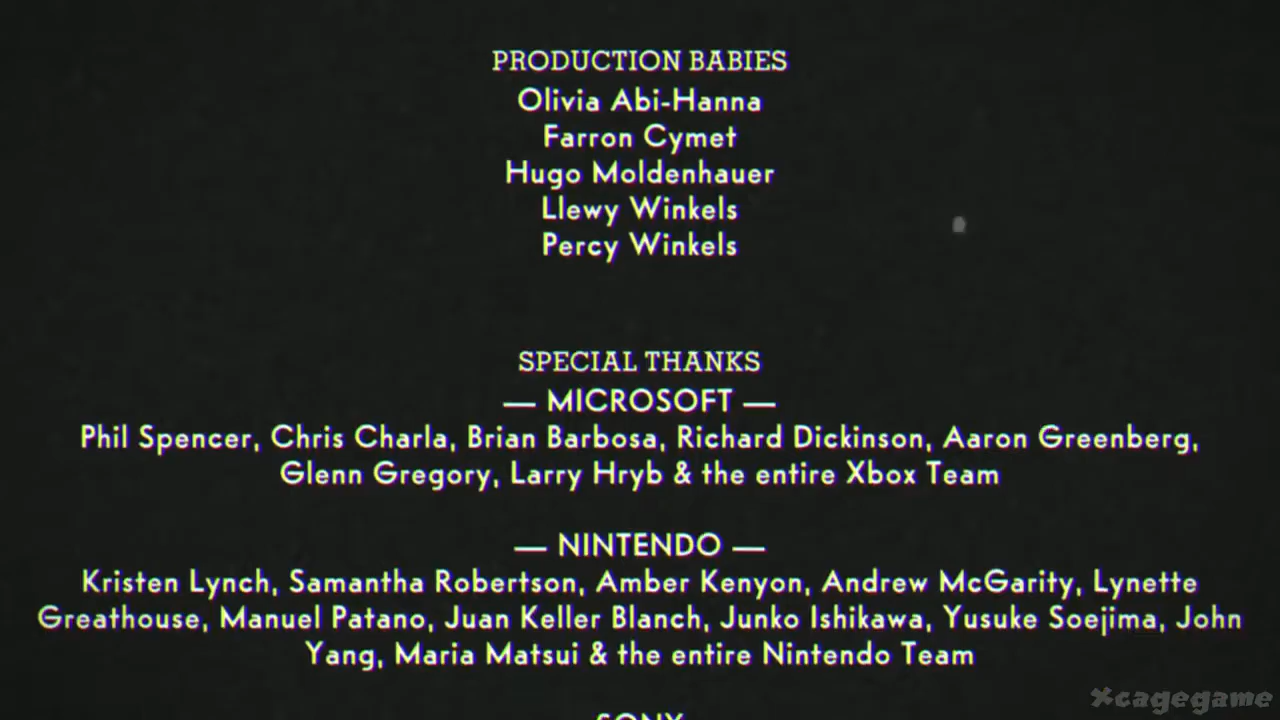 PRODUCTION BABIES
Olivia Abi-Hanna
Farron Cymet
Hugo Moldenhauer
Llewy Winkels
Percy Winkels
SPECIAL THANKS
— MICROSOFT —
Phil Spencer, Chris Charla, Brian Barbosa, Richard Dickinson, Aaron Greenberg,
Glenn Gregory, Larry Hryb & the entire Xbox Team
— NINTENDO —
Kristen Lynch, Samantha Robertson, Amber Kenyon, Andrew McGarity, Lynette
Greathouse, Manuel Patano, Juan Keller Blanch, Junko Ishikawa, Yusuke Soejima, John
Yang, Maria Matsui & the entire Nintendo Team
SONY
Xcagegame